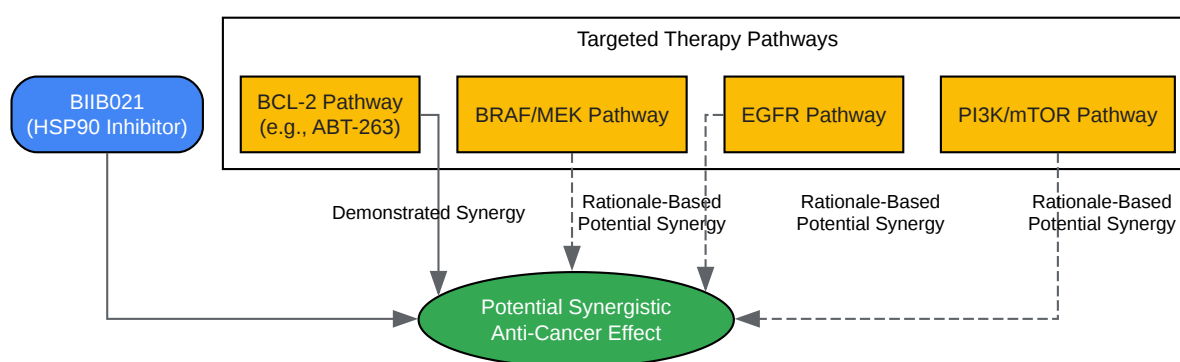 Targeted Therapy Pathways
BIIB021
(HSP90 Inhibitor)
BCL-2 Pathway
(e.g., ABT-263)
BRAF/MEK Pathway
EGFR Pathway
PI3K/mTOR Pathway
Demonstrated Synergy
Rationale-Based
Potential Synergy
Rationale-Based
Potential Synergy
Rationale-Based
Potential Synergy
Potential Synergistic
Anti-Cancer Effect